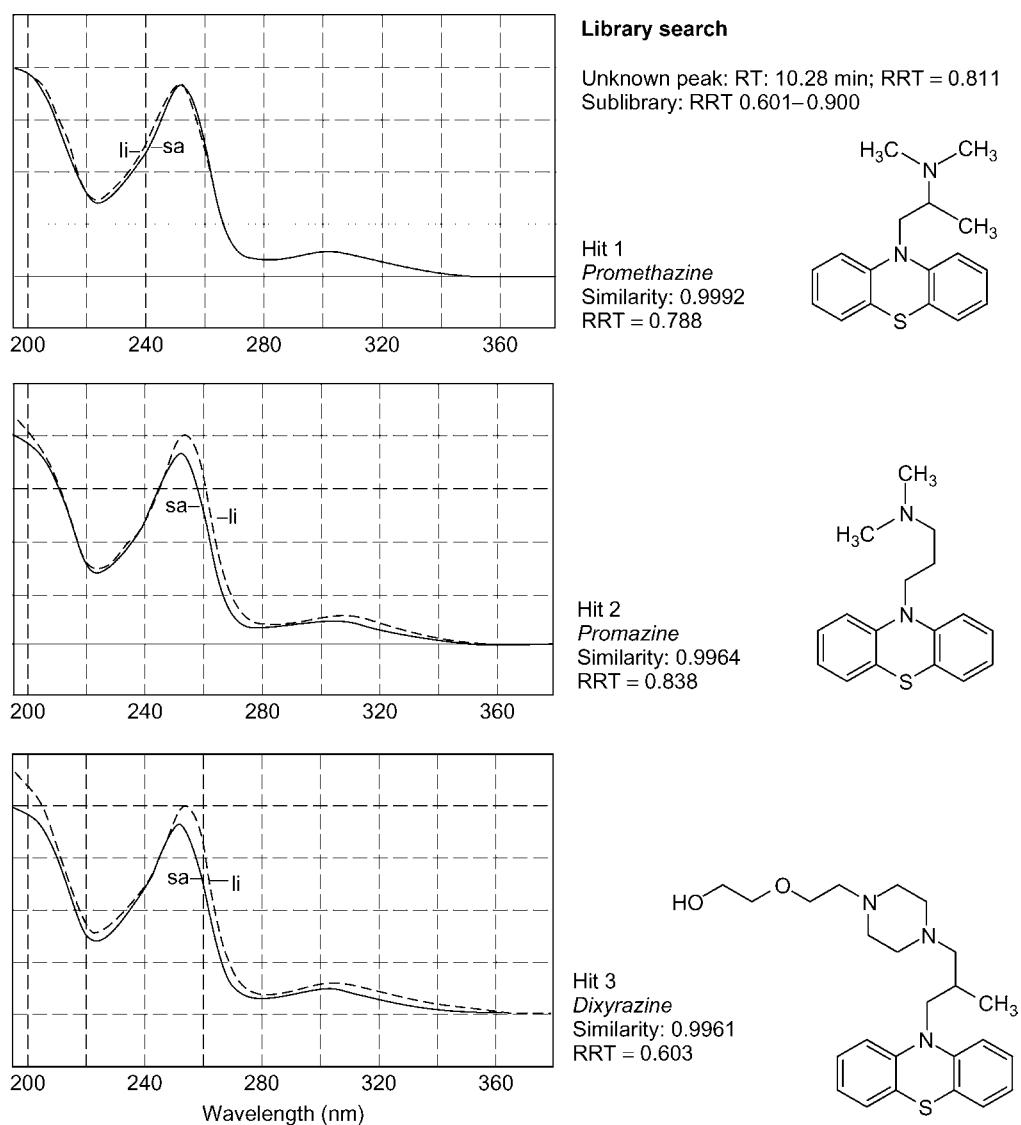 Library search
Unknown peak: RT: 10.28 min; RRT = 0.811
Sublibrary: RRT 0.601–0.900
li
sa
200 240 280 320 360
Hit 1
Promethazine
Similarity: 0.9992
RRT = 0.788
H3C
N
CH3
CH3
N
S
sa
li
200 240 280 320 360
Hit 2
Promazine
Similarity: 0.9964
RRT = 0.838
CH3
N
H3C
N
S
sa
li
200 240 280 320 360
Wavelength (nm)
Hit 3
Dixyrazine
Similarity: 0.9961
RRT = 0.603
HO
O
N
N
CH3
N
S